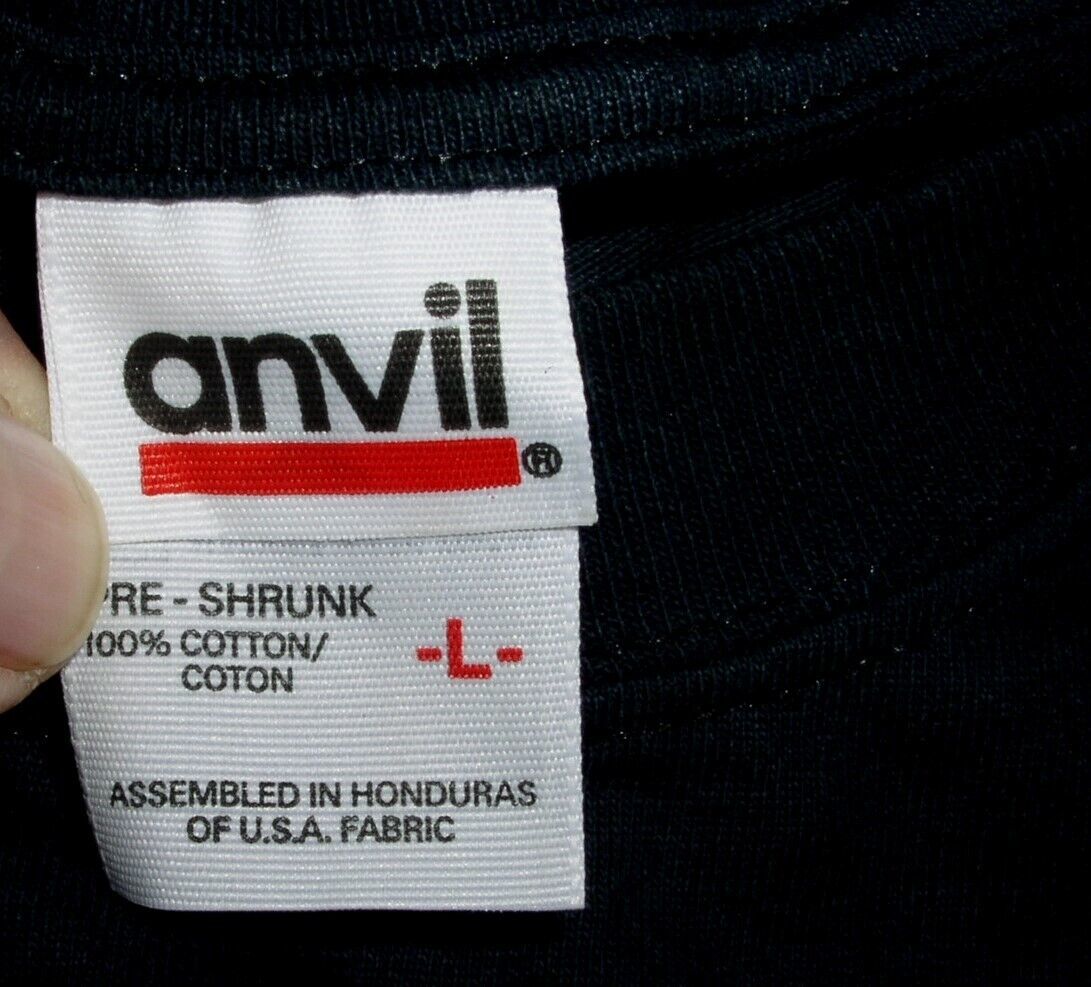 anvil®
PRE - SHRUNK
100% COTTON/
COTON
-L-
ASSEMBLED IN HONDURAS
OF U.S.A. FABRIC